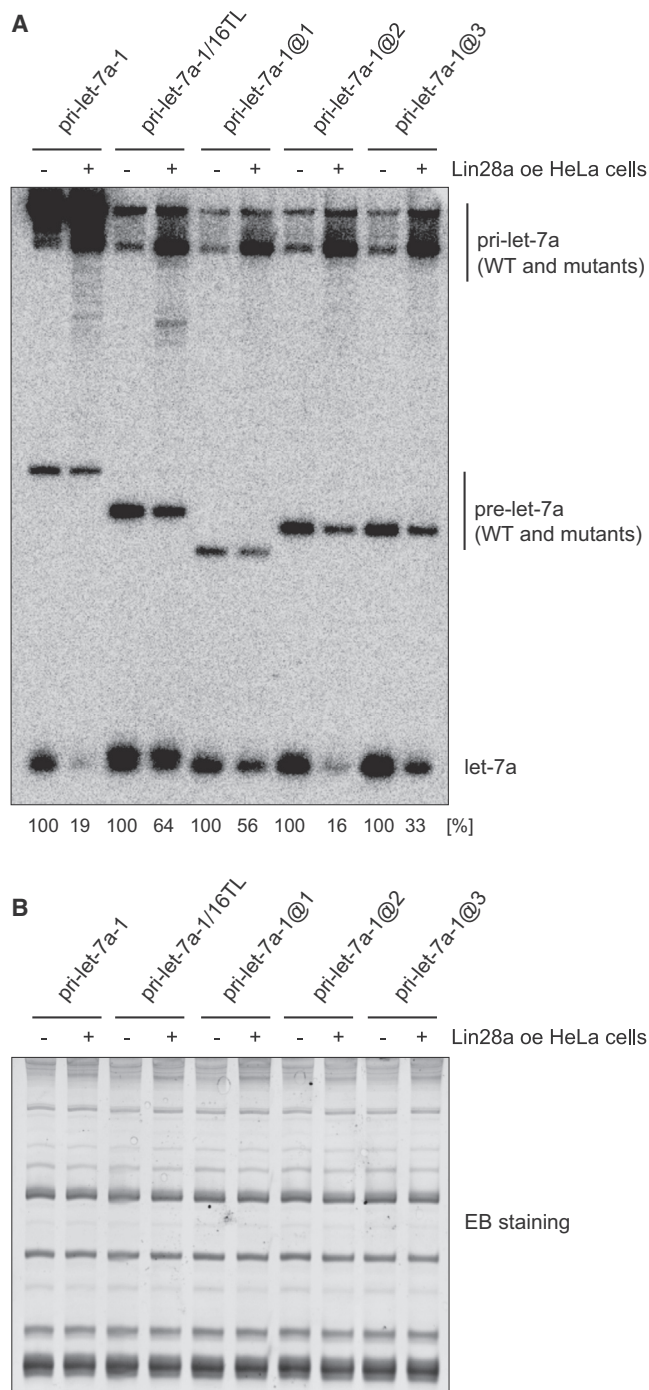 A
pri-let-7a-1
pri-let-7a-1/16TL
pri-let-7a-1@1
pri-let-7a-1@2
pri-let-7a-1@3
- + - + - + - + - + Lin28a oe HeLa cells
pri-let-7a
(WT and mutants)
pre-let-7a
(WT and mutants)
let-7a
100 19 100 64 100 56 100 16 100 33 [%]
B
pri-let-7a-1
pri-let-7a-1/16TL
pri-let-7a-1@1
pri-let-7a-1@2
pri-let-7a-1@3
- + - + - + - + - + Lin28a oe HeLa cells
EB staining